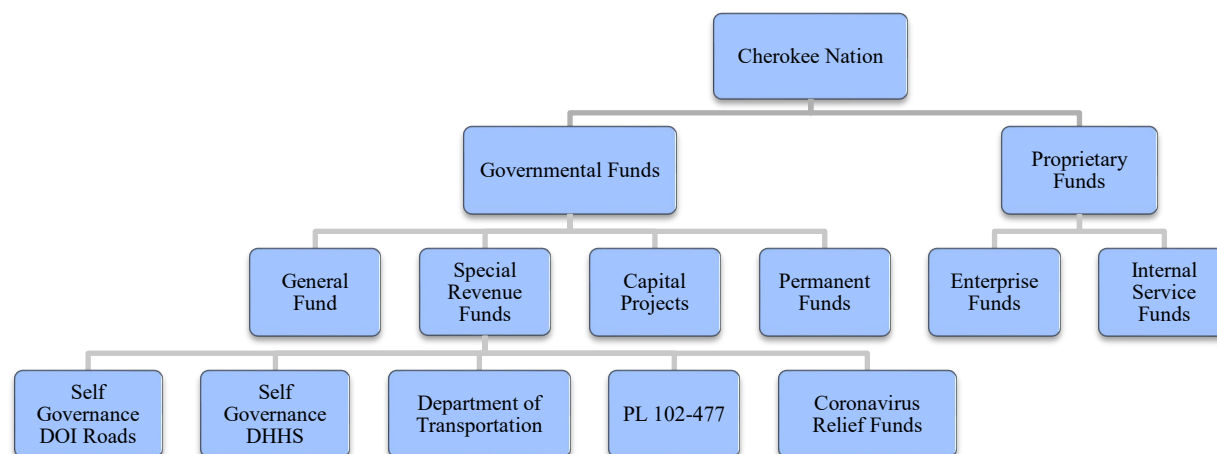 Cherokee Nation
Governmental Funds
Proprietary
Funds
General
Fund
Special
Revenue
Funds
Capital
Projects
Permanent
Funds
Enterprise
Funds
Internal
Service
Funds
Self
Governance
DOI Roads
Self
Governance
DHHS
Department of
Transportation
PL 102-477
Coronavirus
Relief Funds